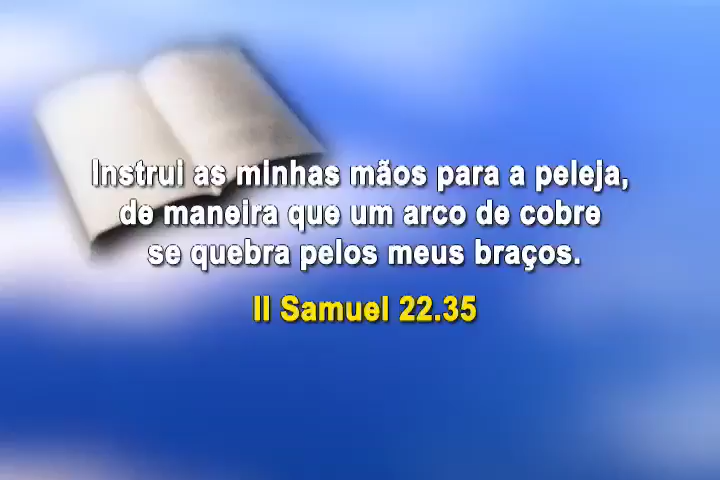 Instrui as minhas mãos para a peleja,
de maneira que um arco de cobre
se quebra pelos meus braços.
II Samuel 22.35